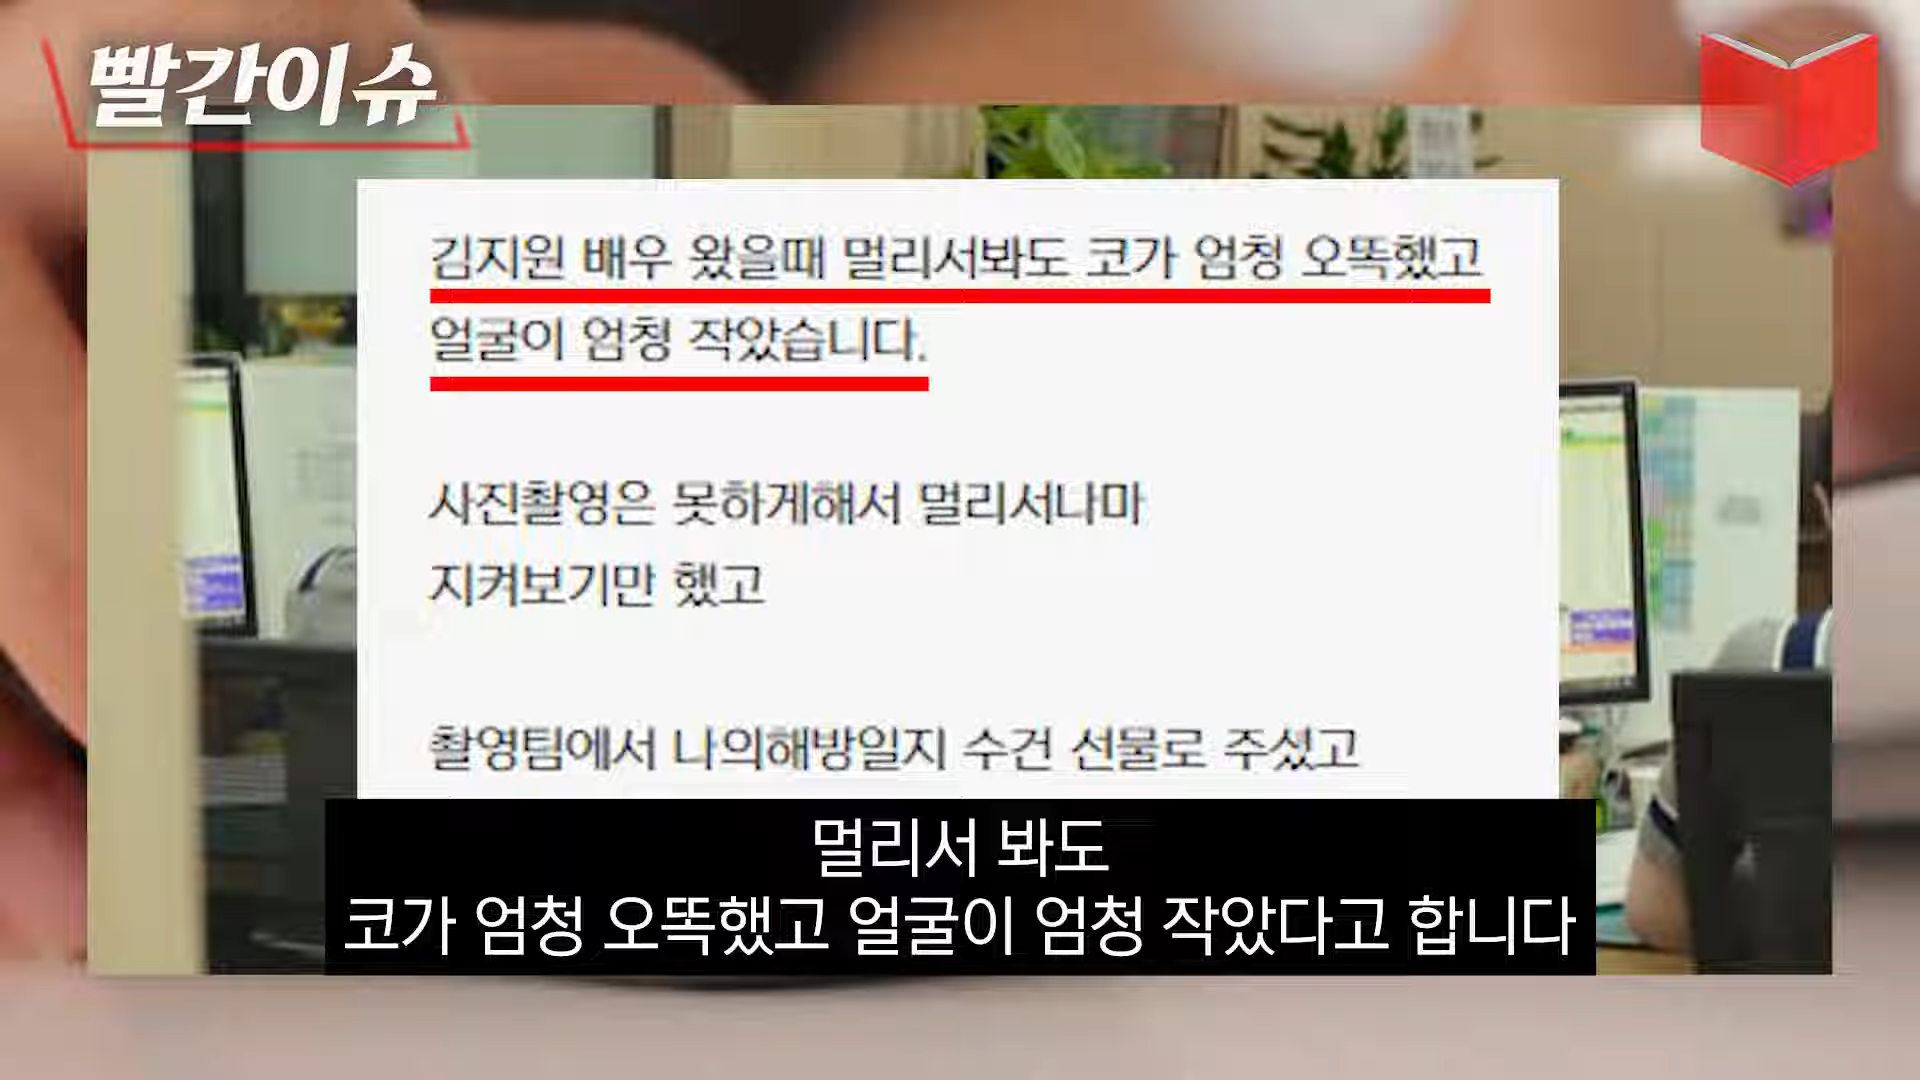 빨간이슈
김지원 배우 왔을때 멀리서봐도 코가 엄청 오똑했고
얼굴이 엄청 작았습니다.
사진촬영은 못하게해서 멀리서나마
지켜보기만 했고
촬영팀에서 나의해방일지 수건 선물로 주셨고
멀리서 봐도
코가 엄청 오똑했고 얼굴이 엄청 작았다고 합니다